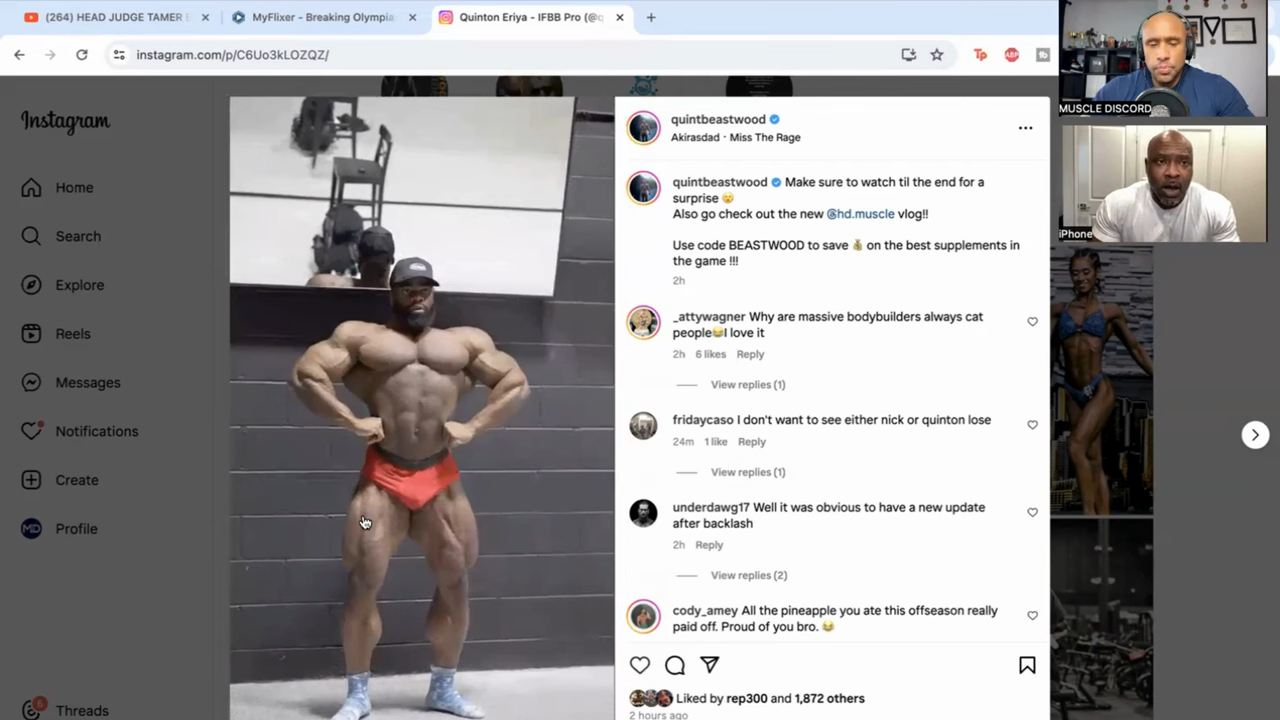 (264) HEAD JUDGE TAMER E
MyFlixer - Breaking Olympia
Quinton Eriya - IFBB Pro (@q
instagram.com/p/C6Uo3kLOZQZ/
Tp
ABP
MUSCLE DISCORD
iPhone
Instagram
Home
Search
Explore
Reels
Messages
Notifications
Create
MD
Profile
6
Threads
quintbeastwood
Akirasdad · Miss The Rage
quintbeastwood Make sure to watch til the end for a
surprise 😮
Also go check out the new @hd.muscle vlog!!
Use code BEASTWOOD to save 💰 on the best supplements in
the game !!!
2h
_attywagner Why are massive bodybuilders always cat
people😂I love it
2h 6 likes Reply
View replies (1)
fridaycaso I don't want to see either nick or quinton lose
24m 1 like Reply
View replies (1)
underdawg17 Well it was obvious to have a new update
after backlash
2h Reply
View replies (2)
cody_amey All the pineapple you ate this offseason really
paid off. Proud of you bro. 😂
Liked by rep300 and 1,872 others
2 hours ago